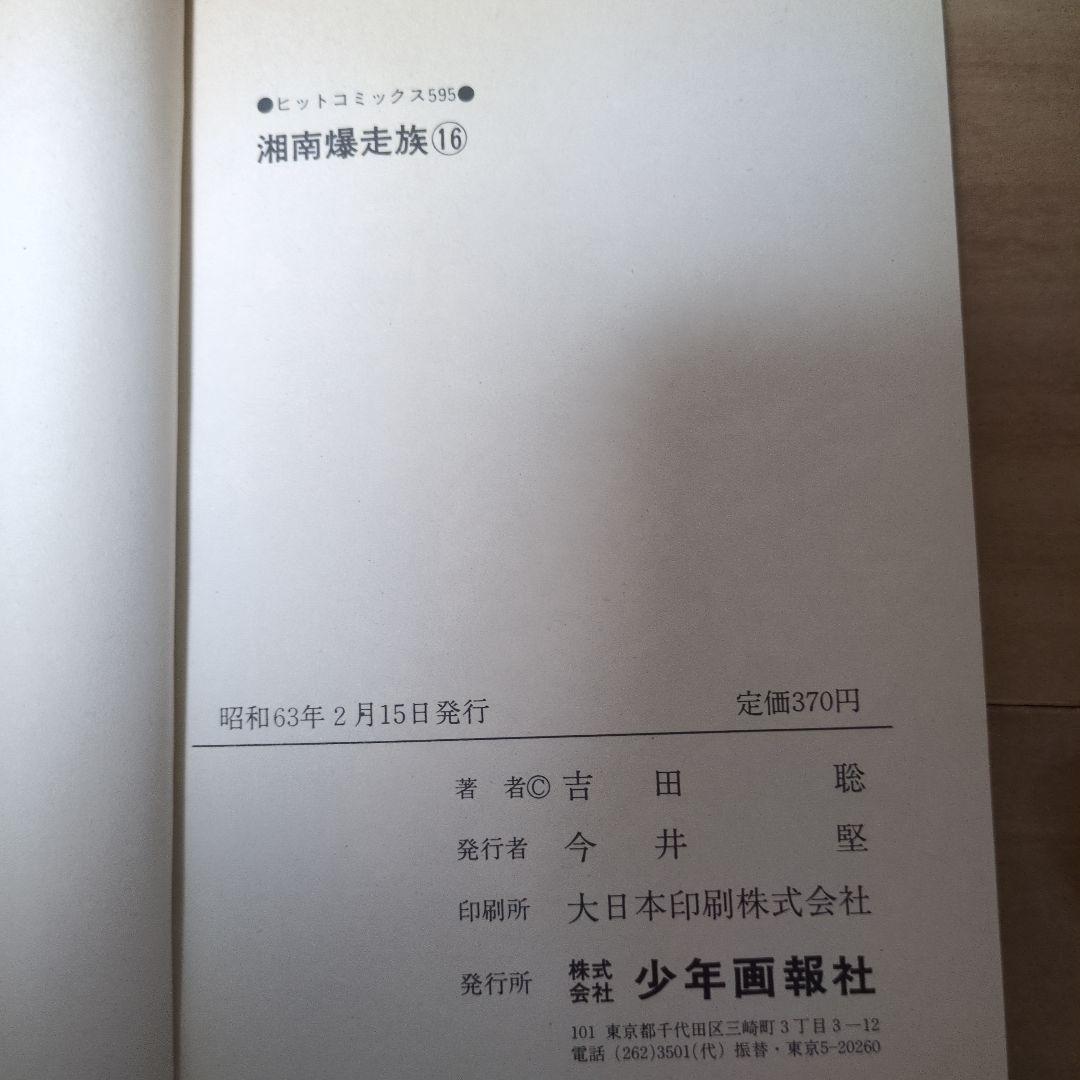 ●ヒットコミックス595●
湘南爆走族⑯
昭和63年2月15日発行 定価370円
著者© 吉田聡
発行者 今井堅
印刷所 大日本印刷株式会社
発行所 株式会社 少年画報社
101 東京都千代田区三崎町3丁目3―12
電話 (262)3501(代) 振替・東京5-20260